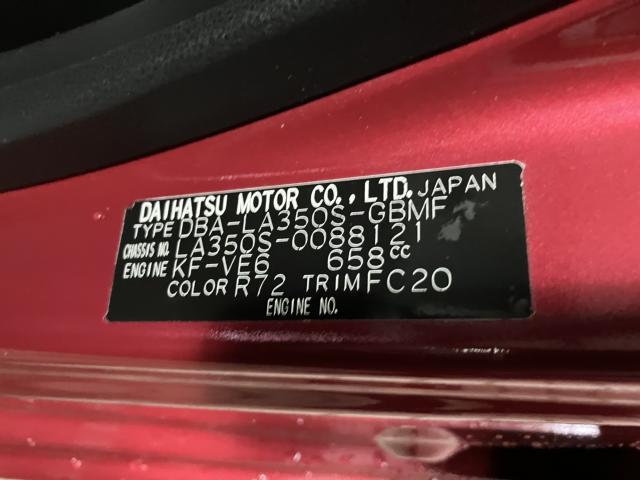 DAIHATSU MOTOR CO., LTD. JAPAN
TYPE DBA-LA350S-GBMF
CHASSIS NO. LA350S-0088121
ENGINE KF-VE6 658cc
COLOR R72 TRIM FC20
ENGINE NO.